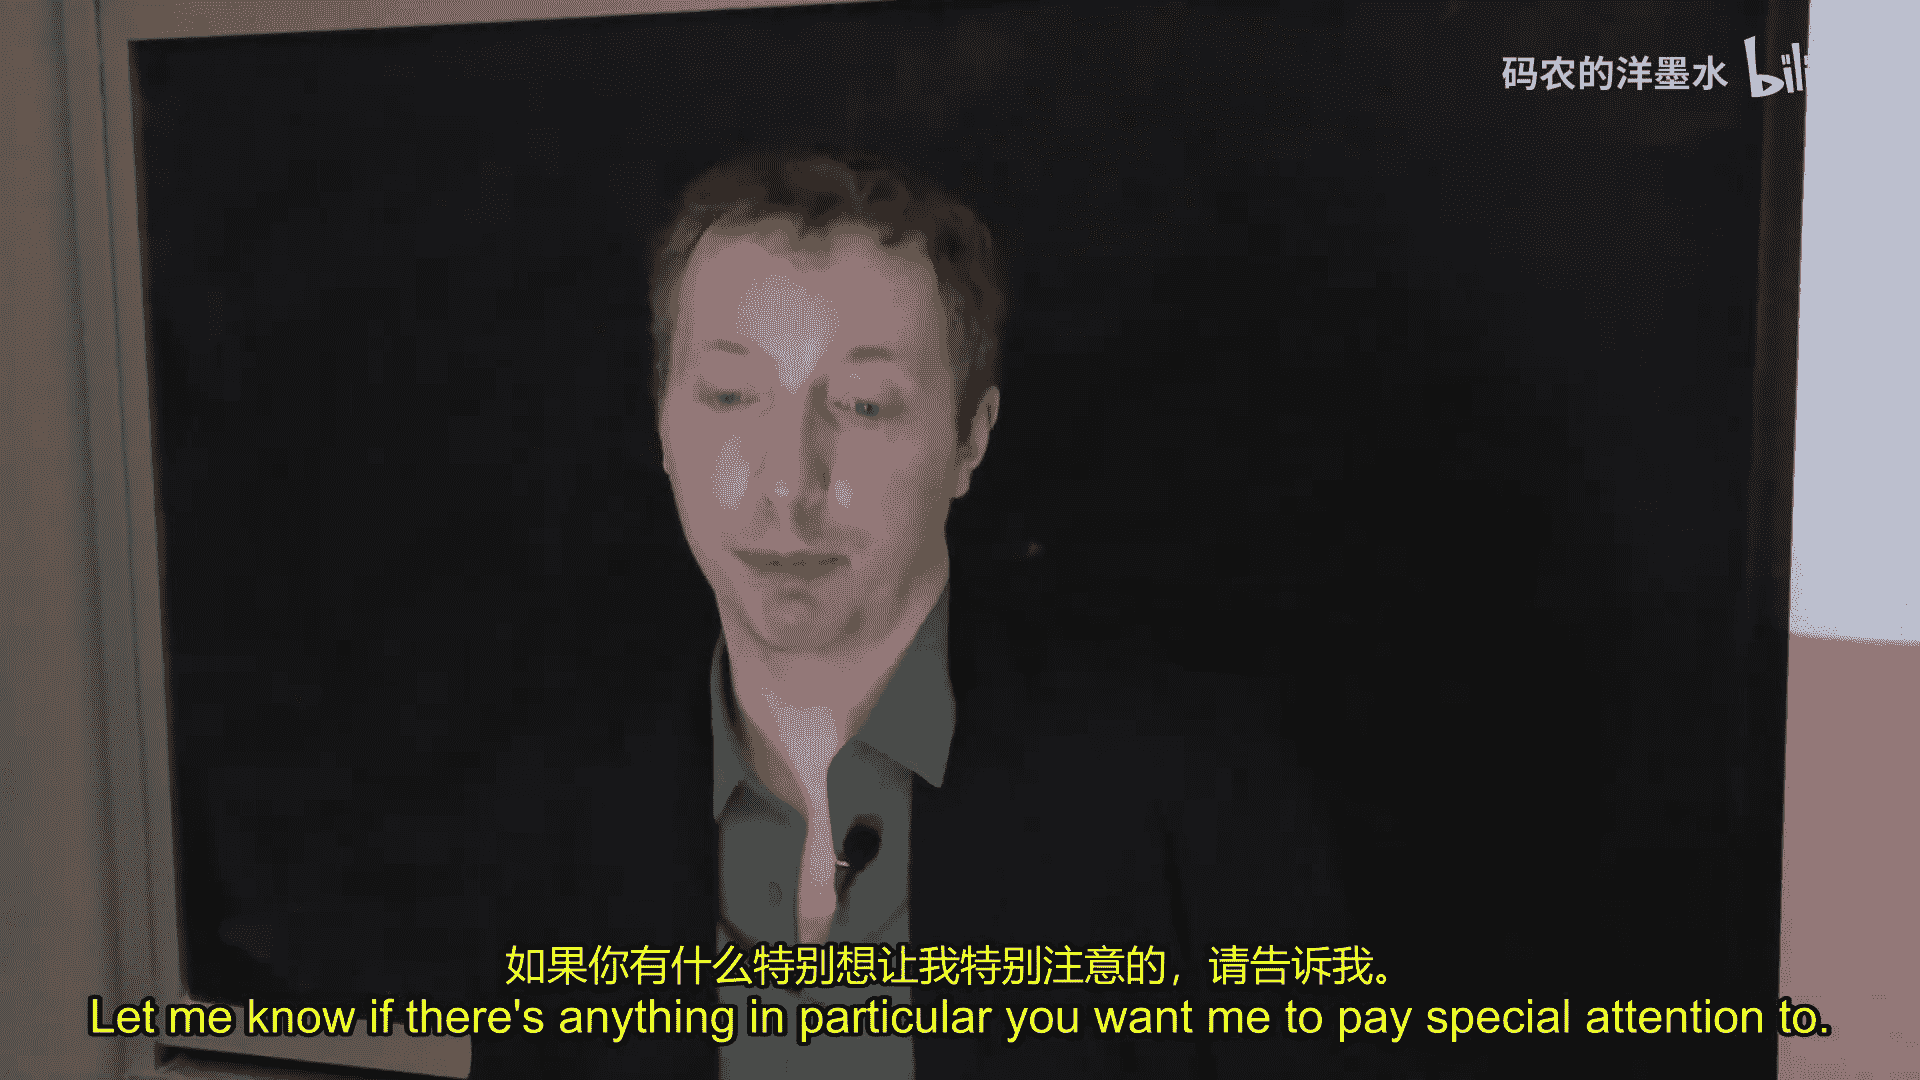 码农的洋墨水 bili
如果你有什么特别想让我特别注意的，请告诉我。
Let me know if there's anything in particular you want me to pay special attention to.